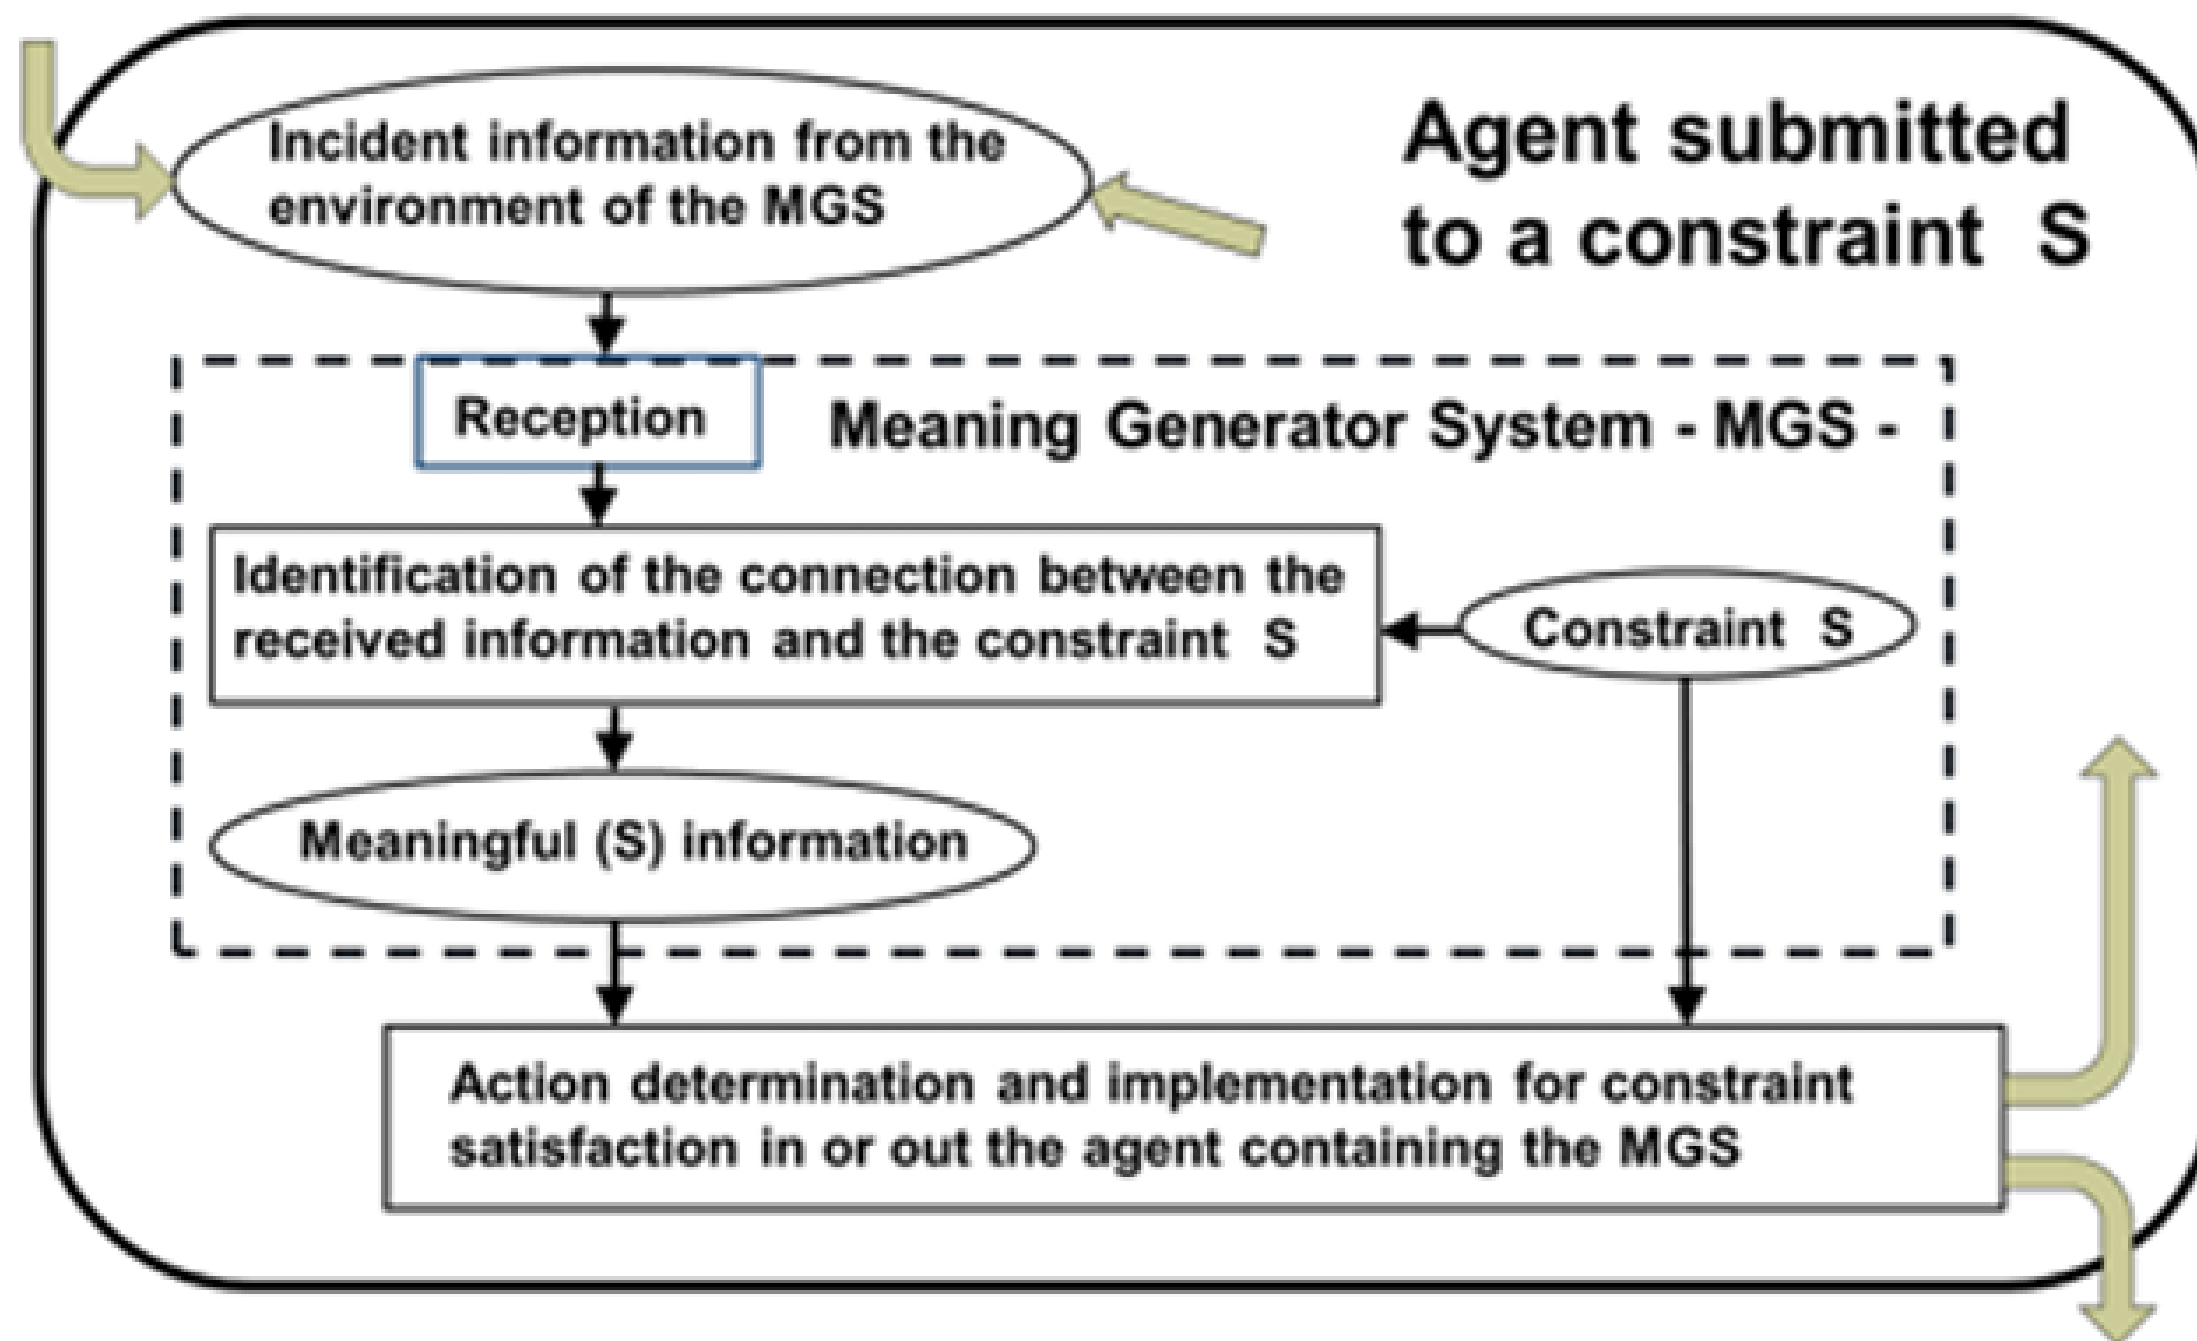 Incident information from the
environment of the MGS
Agent submitted
to a constraint S
Reception
Meaning Generator System - MGS -
Identification of the connection between the
received information and the constraint S
Constraint S
Meaningful (S) information
Action determination and implementation for constraint
satisfaction in or out the agent containing the MGS